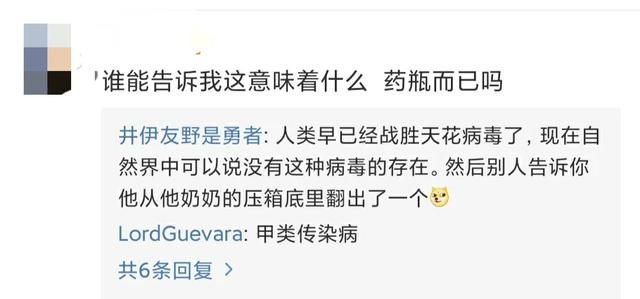 谁能告诉我这意味着什么 药瓶而已吗
井伊友野是勇者: 人类早已经战胜天花病毒了, 现在自
然界中可以说没有这种病毒的存在。然后别人告诉你
他从他奶奶的压箱底里翻出了一个
LordGuevara: 甲类传染病
共6条回复 >